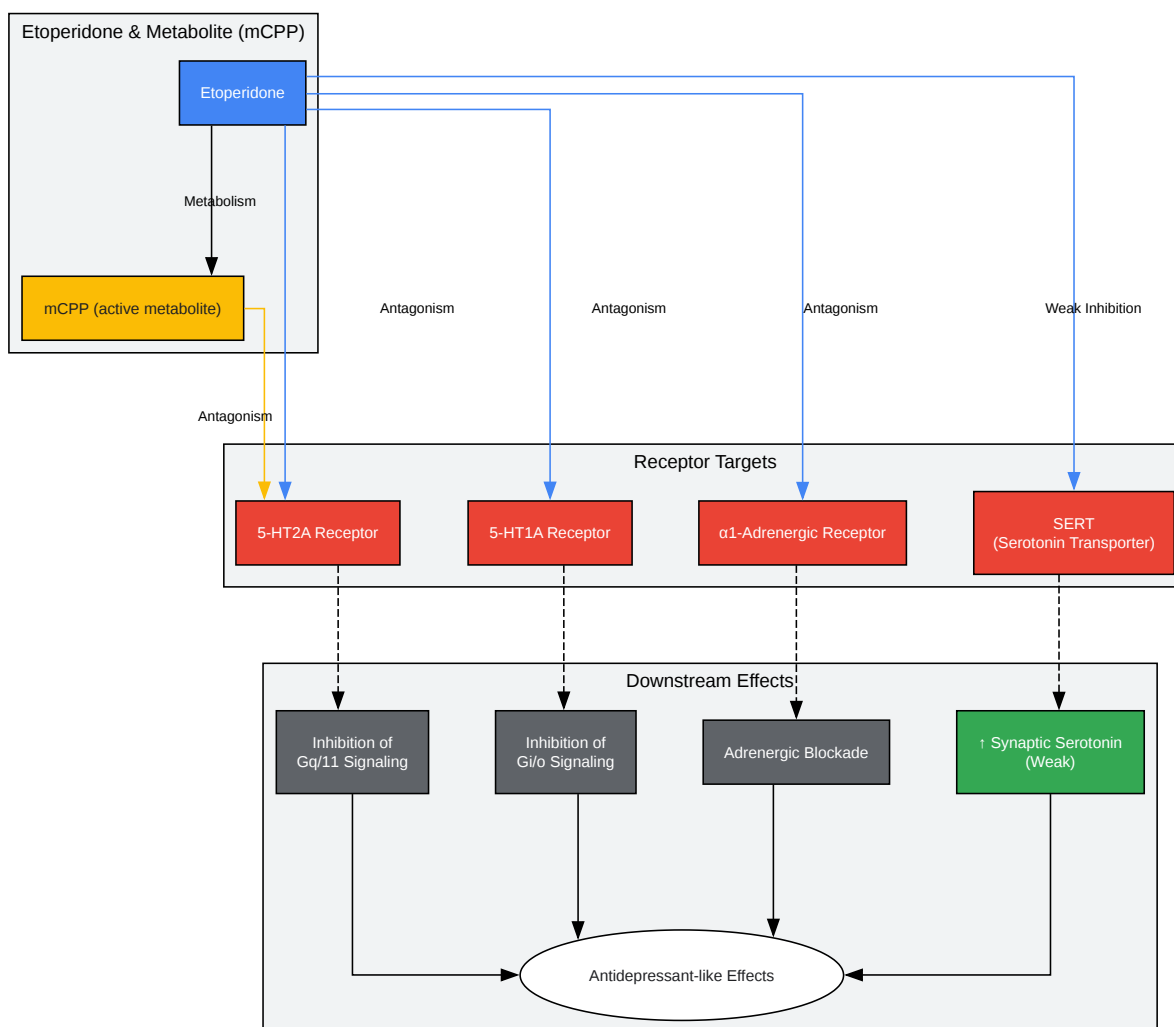 Etoperidone & Metabolite (mCPP)
Etoperidone
Metabolism
mCPP (active metabolite)
Antagonism
Antagonism
Antagonism
Weak Inhibition
Antagonism
Receptor Targets
5-HT2A Receptor
5-HT1A Receptor
α1-Adrenergic Receptor
SERT
(Serotonin Transporter)
Downstream Effects
Inhibition of
Gq/11 Signaling
Inhibition of
Gi/o Signaling
Adrenergic Blockade
↑ Synaptic Serotonin
(Weak)
Antidepressant-like Effects